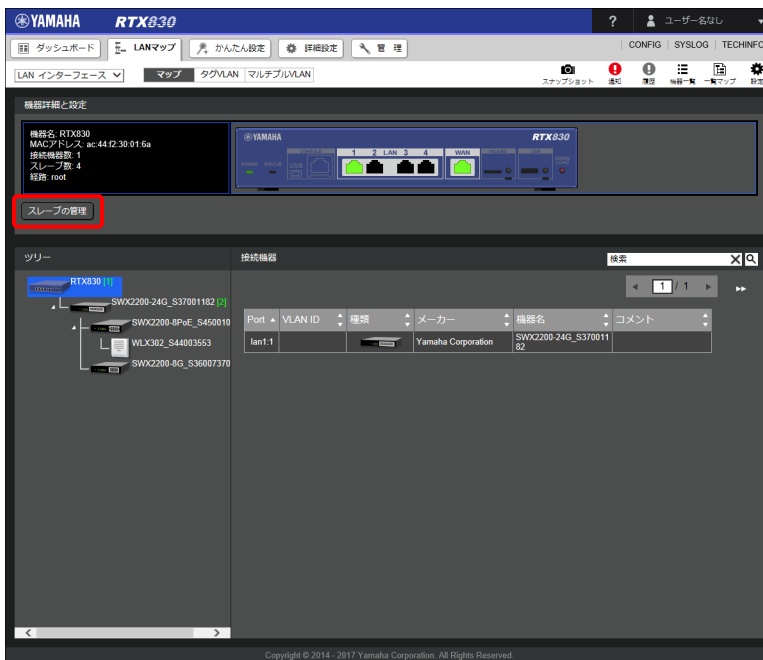 YAMAHA RTX830 ? ユーザー名なし
ダッシュボード LANマップ かんたん設定 詳細設定 管 理 CONFIG SYSLOG TECHINFO
LAN インターフェース マップ タグVLAN マルチプルVLAN スナップショット 通知 履歴 機器一覧 一覧マップ 設定
機器詳細と設定
機器名: RTX830
MACアドレス: ac:44:f2:30:01:6a
接続機器数: 1
スレーブ数: 4
経路: root
YAMAHA RTX830
CONSOLE 1 2 LAN 3 4 WAN
POWER STATUS USB
スレーブの管理
ツリー
RTX830 [1]
SWX2200-24G_S37001182 [2]
SWX2200-8PoE_S450010
WLX302_S44003553
SWX2200-8G_S36007370
接続機器 検索
1 / 1
Port VLAN ID 種類 メーカー 機器名 コメント
lan1:1 Yamaha Corporation SWX2200-24G_S370011
82
Copyright © 2014 - 2017 Yamaha Corporation. All Rights Reserved.